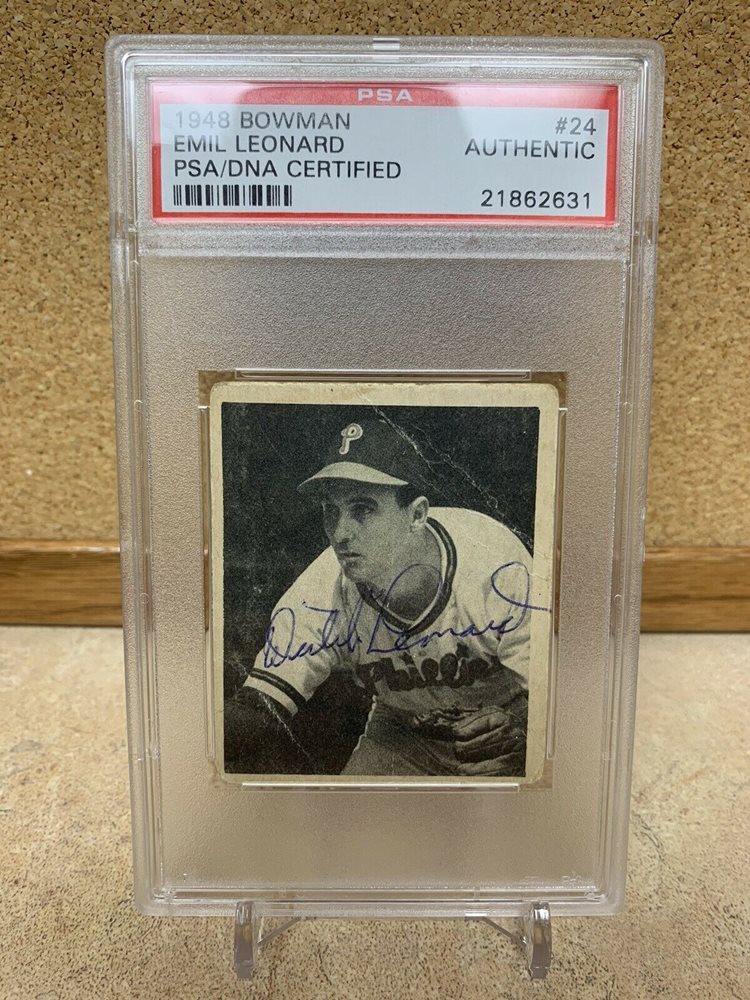 PSA
1948 BOWMAN
#24
EMIL LEONARD
AUTHENTIC
PSA/DNA CERTIFIED
21862631
P
Dutch Leonard
Phillies